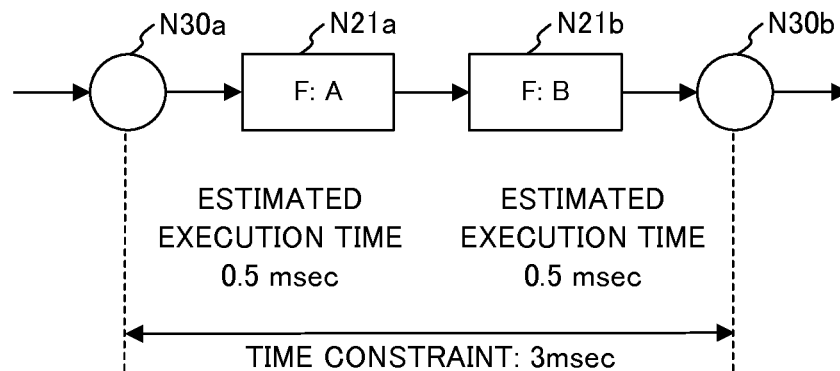 N30a N21a N21b N30b
F: A F: B
ESTIMATED ESTIMATED
EXECUTION TIME EXECUTION TIME
0.5 msec 0.5 msec
TIME CONSTRAINT: 3msec